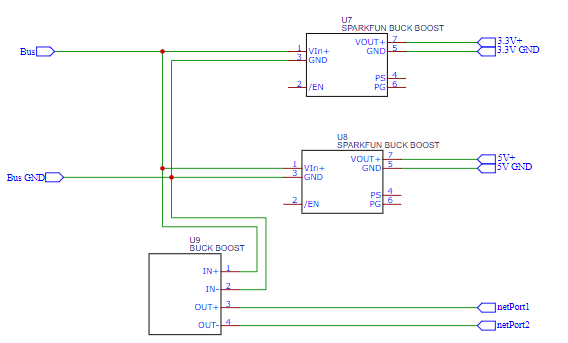 U7
SPARKFUN BUCK BOOST
Bus
1 VIn+ VOUT+ 7 3.3V+
3 GND GND 5 3.3V GND
PS 4
2 /EN PG 6
U8
SPARKFUN BUCK BOOST
1 VIn+ VOUT+ 7 5V+
Bus GND 3 GND GND 5 5V GND
PS 4
2 /EN PG 6
U9
BUCK BOOST
IN+ 1
IN- 2
OUT+ 3 netPort1
OUT- 4 netPort2